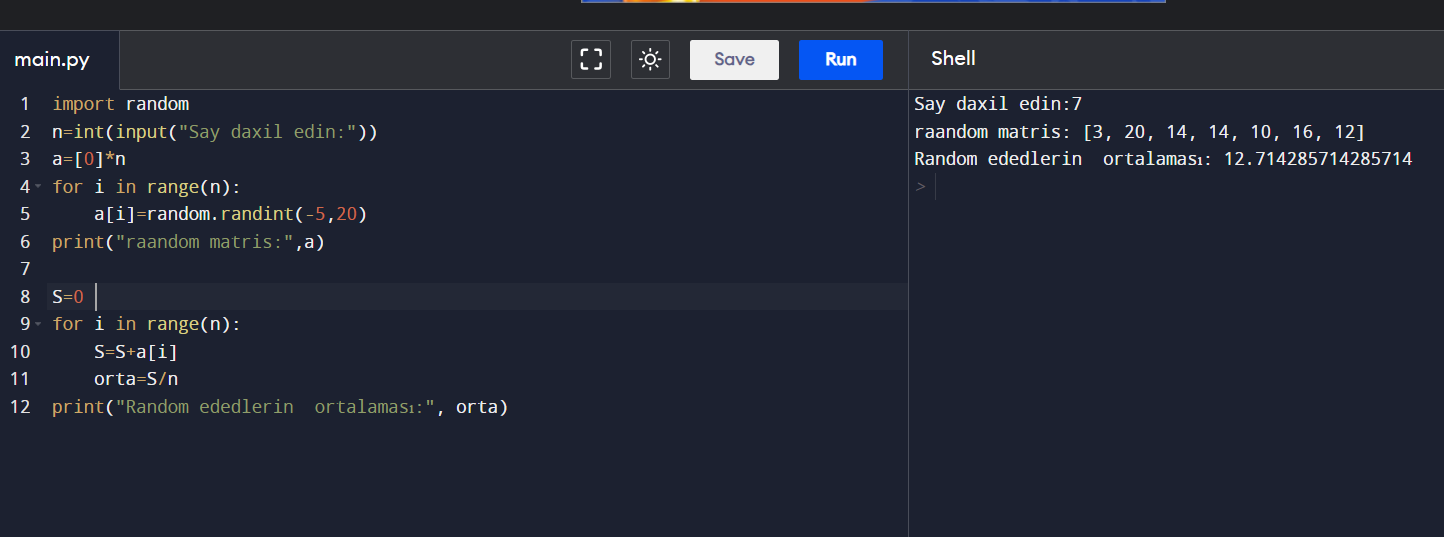 main.py
Save
Run
Shell
1 import random
2 n=int(input("Say daxil edin:"))
3 a=[0]*n
4 for i in range(n):
5     a[i]=random.randint(-5,20)
6 print("raandom matris:",a)
7
8 S=0
9 for i in range(n):
10     S=S+a[i]
11     orta=S/n
12 print("Random ededlerin  ortalaması:", orta)
Say daxil edin:7
raandom matris: [3, 20, 14, 14, 10, 16, 12]
Random ededlerin  ortalaması: 12.714285714285714
>